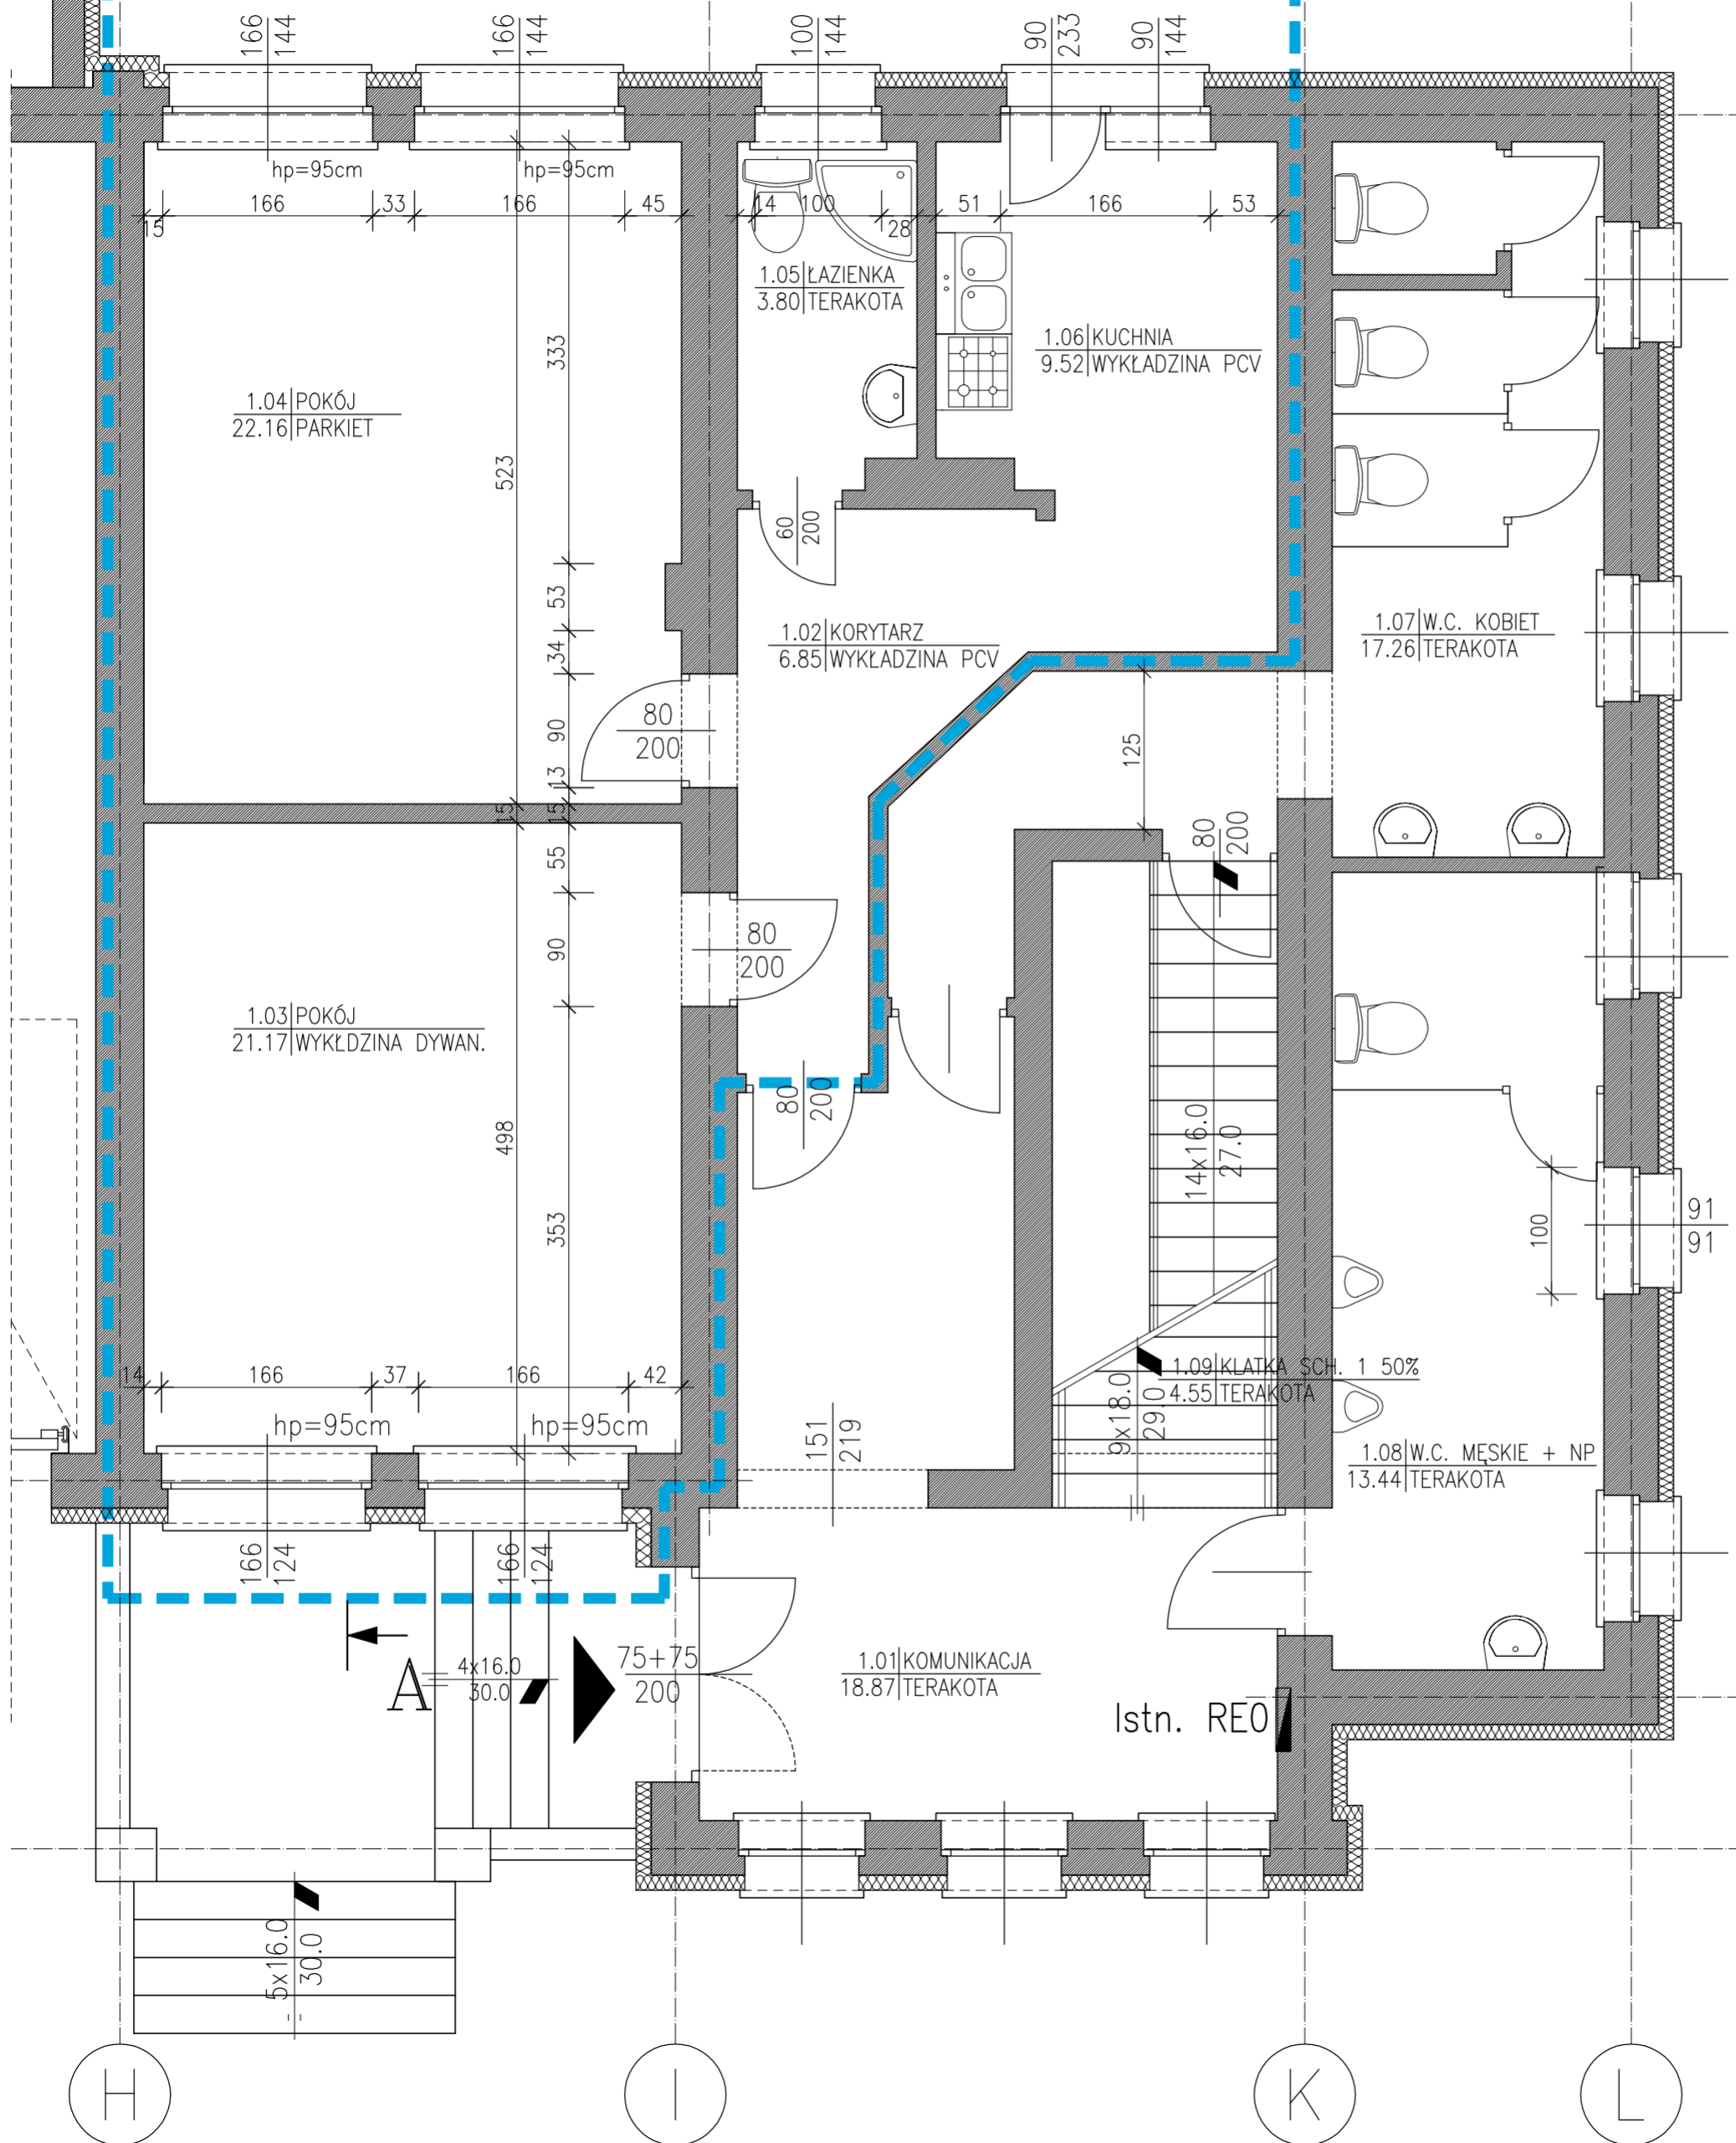 166
144
166
144
100
144
90
233
90
144
hp=95cm
hp=95cm
15
166
33
166
45
14
100
28
51
166
53
1.05 ŁAZIENKA
3.80 TERAKOTA
1.06 KUCHNIA
9.52 WYKŁADZINA PCV
333
1.04 POKÓJ
22.16 PARKIET
523
60
200
53
34
1.02 KORYTARZ
6.85 WYKŁADZINA PCV
1.07 W.C. KOBIET
17.26 TERAKOTA
80
200
90
13
125
15
15
80
200
55
90
80
200
1.03 POKÓJ
21.17 WYKŁDZINA DYWAN.
80
200
498
353
14x16.0
27.0
100
91
91
14
166
37
166
42
1.09 KLATKA SCH. 1 50%
4.55 TERAKOTA
9x18.0
29.0
hp=95cm
hp=95cm
151
219
1.08 W.C. MĘSKIE + NP
13.44 TERAKOTA
166
124
166
124
A
4x16.0
30.0
75+75
200
1.01 KOMUNIKACJA
18.87 TERAKOTA
Istn. REO
5x16.0
30.0
H
I
K
L